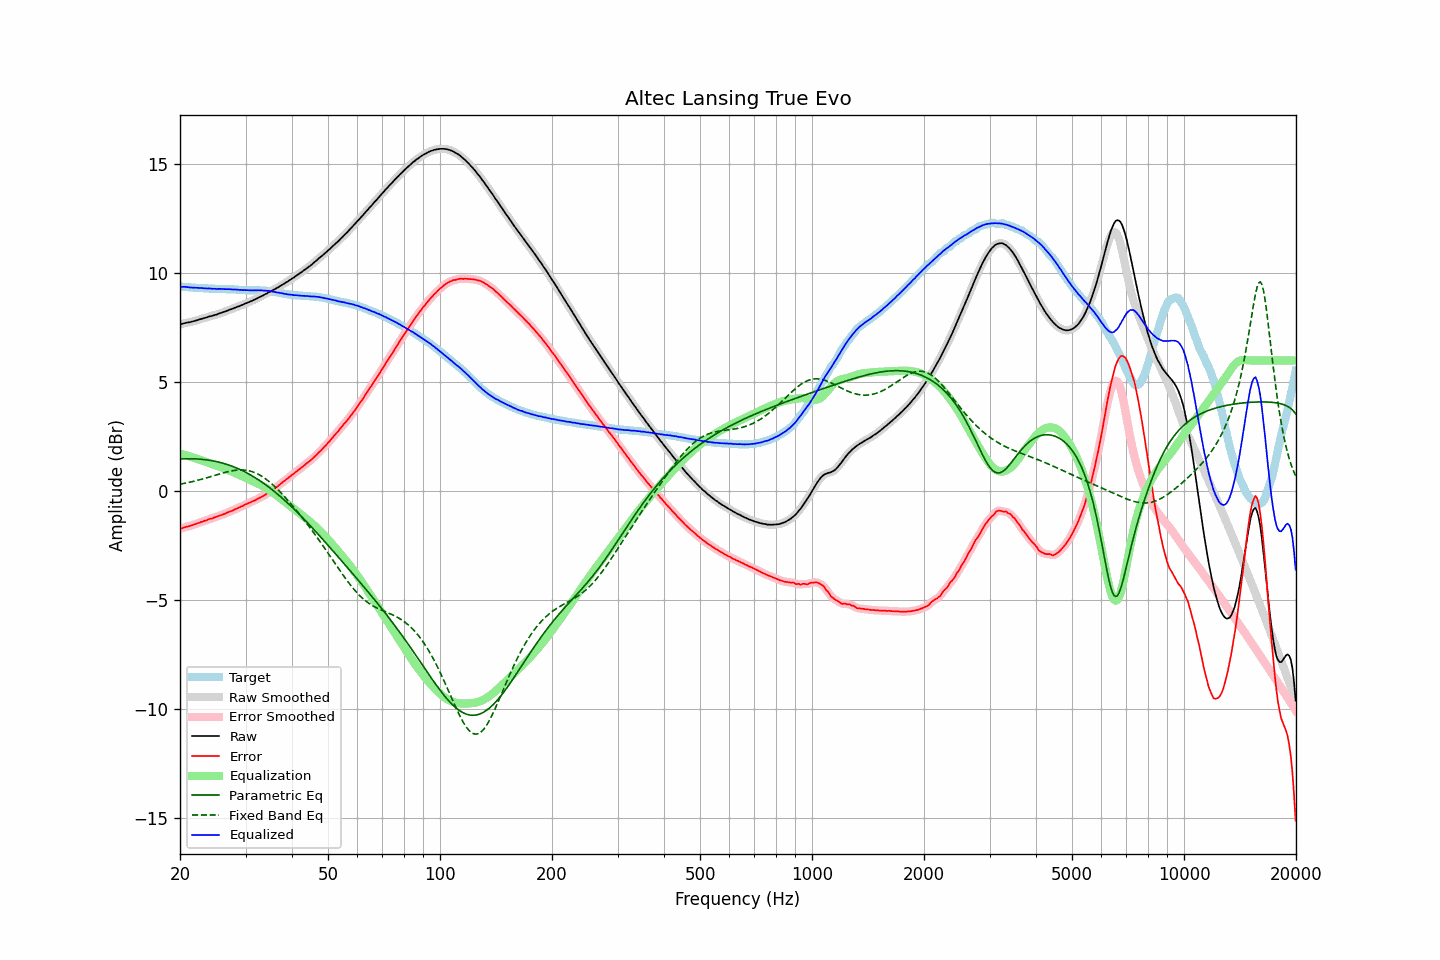 Altec Lansing True Evo
Amplitude (dBr)
15
10
5
0
−5
−10
−15
Target
Raw Smoothed
Error Smoothed
Raw
Error
Equalization
Parametric Eq
Fixed Band Eq
Equalized
20 50 100 200 500 1000 2000 5000 10000 20000
Frequency (Hz)